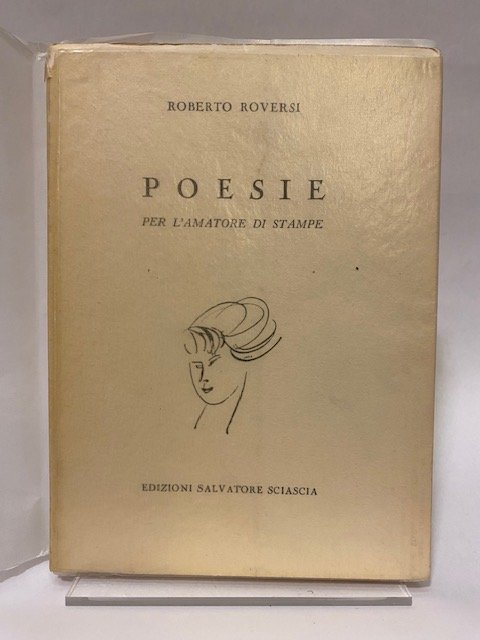 ROBERTO ROVERSI
POESIE
PER L'AMATORE DI STAMPE
EDIZIONI SALVATORE SCIASCIA